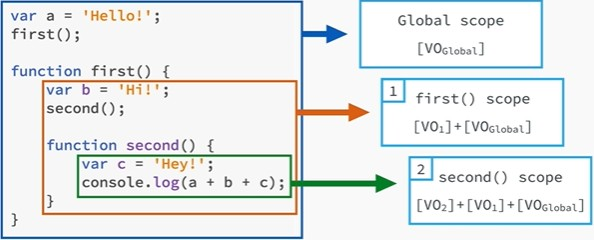 var a = 'Hello!';
first();
function first() {
var b = 'Hi!';
second();
function second() {
var c = 'Hey!';
console.log(a + b + c);
}
}
Global scope
[VOGlobal]
1
first() scope
[VO1]+[VOGlobal]
2
second() scope
[VO2]+[VO1]+[VOGlobal]